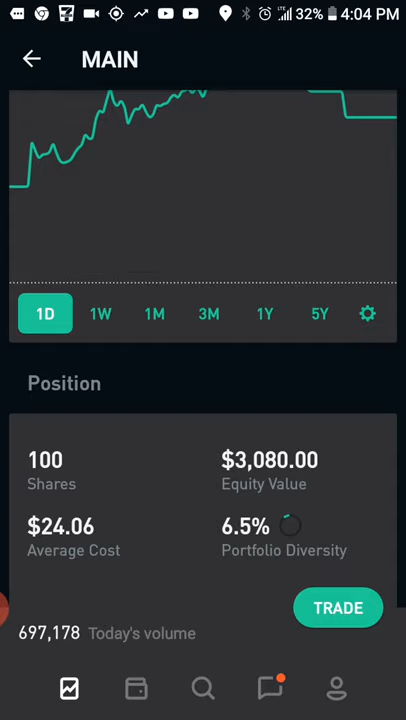 LTE 32% 4:04 PM
MAIN
1D 1W 1M 3M 1Y 5Y
Position
100 $3,080.00
Shares Equity Value
$24.06 6.5%
Average Cost Portfolio Diversity
TRADE
697,178 Today's volume